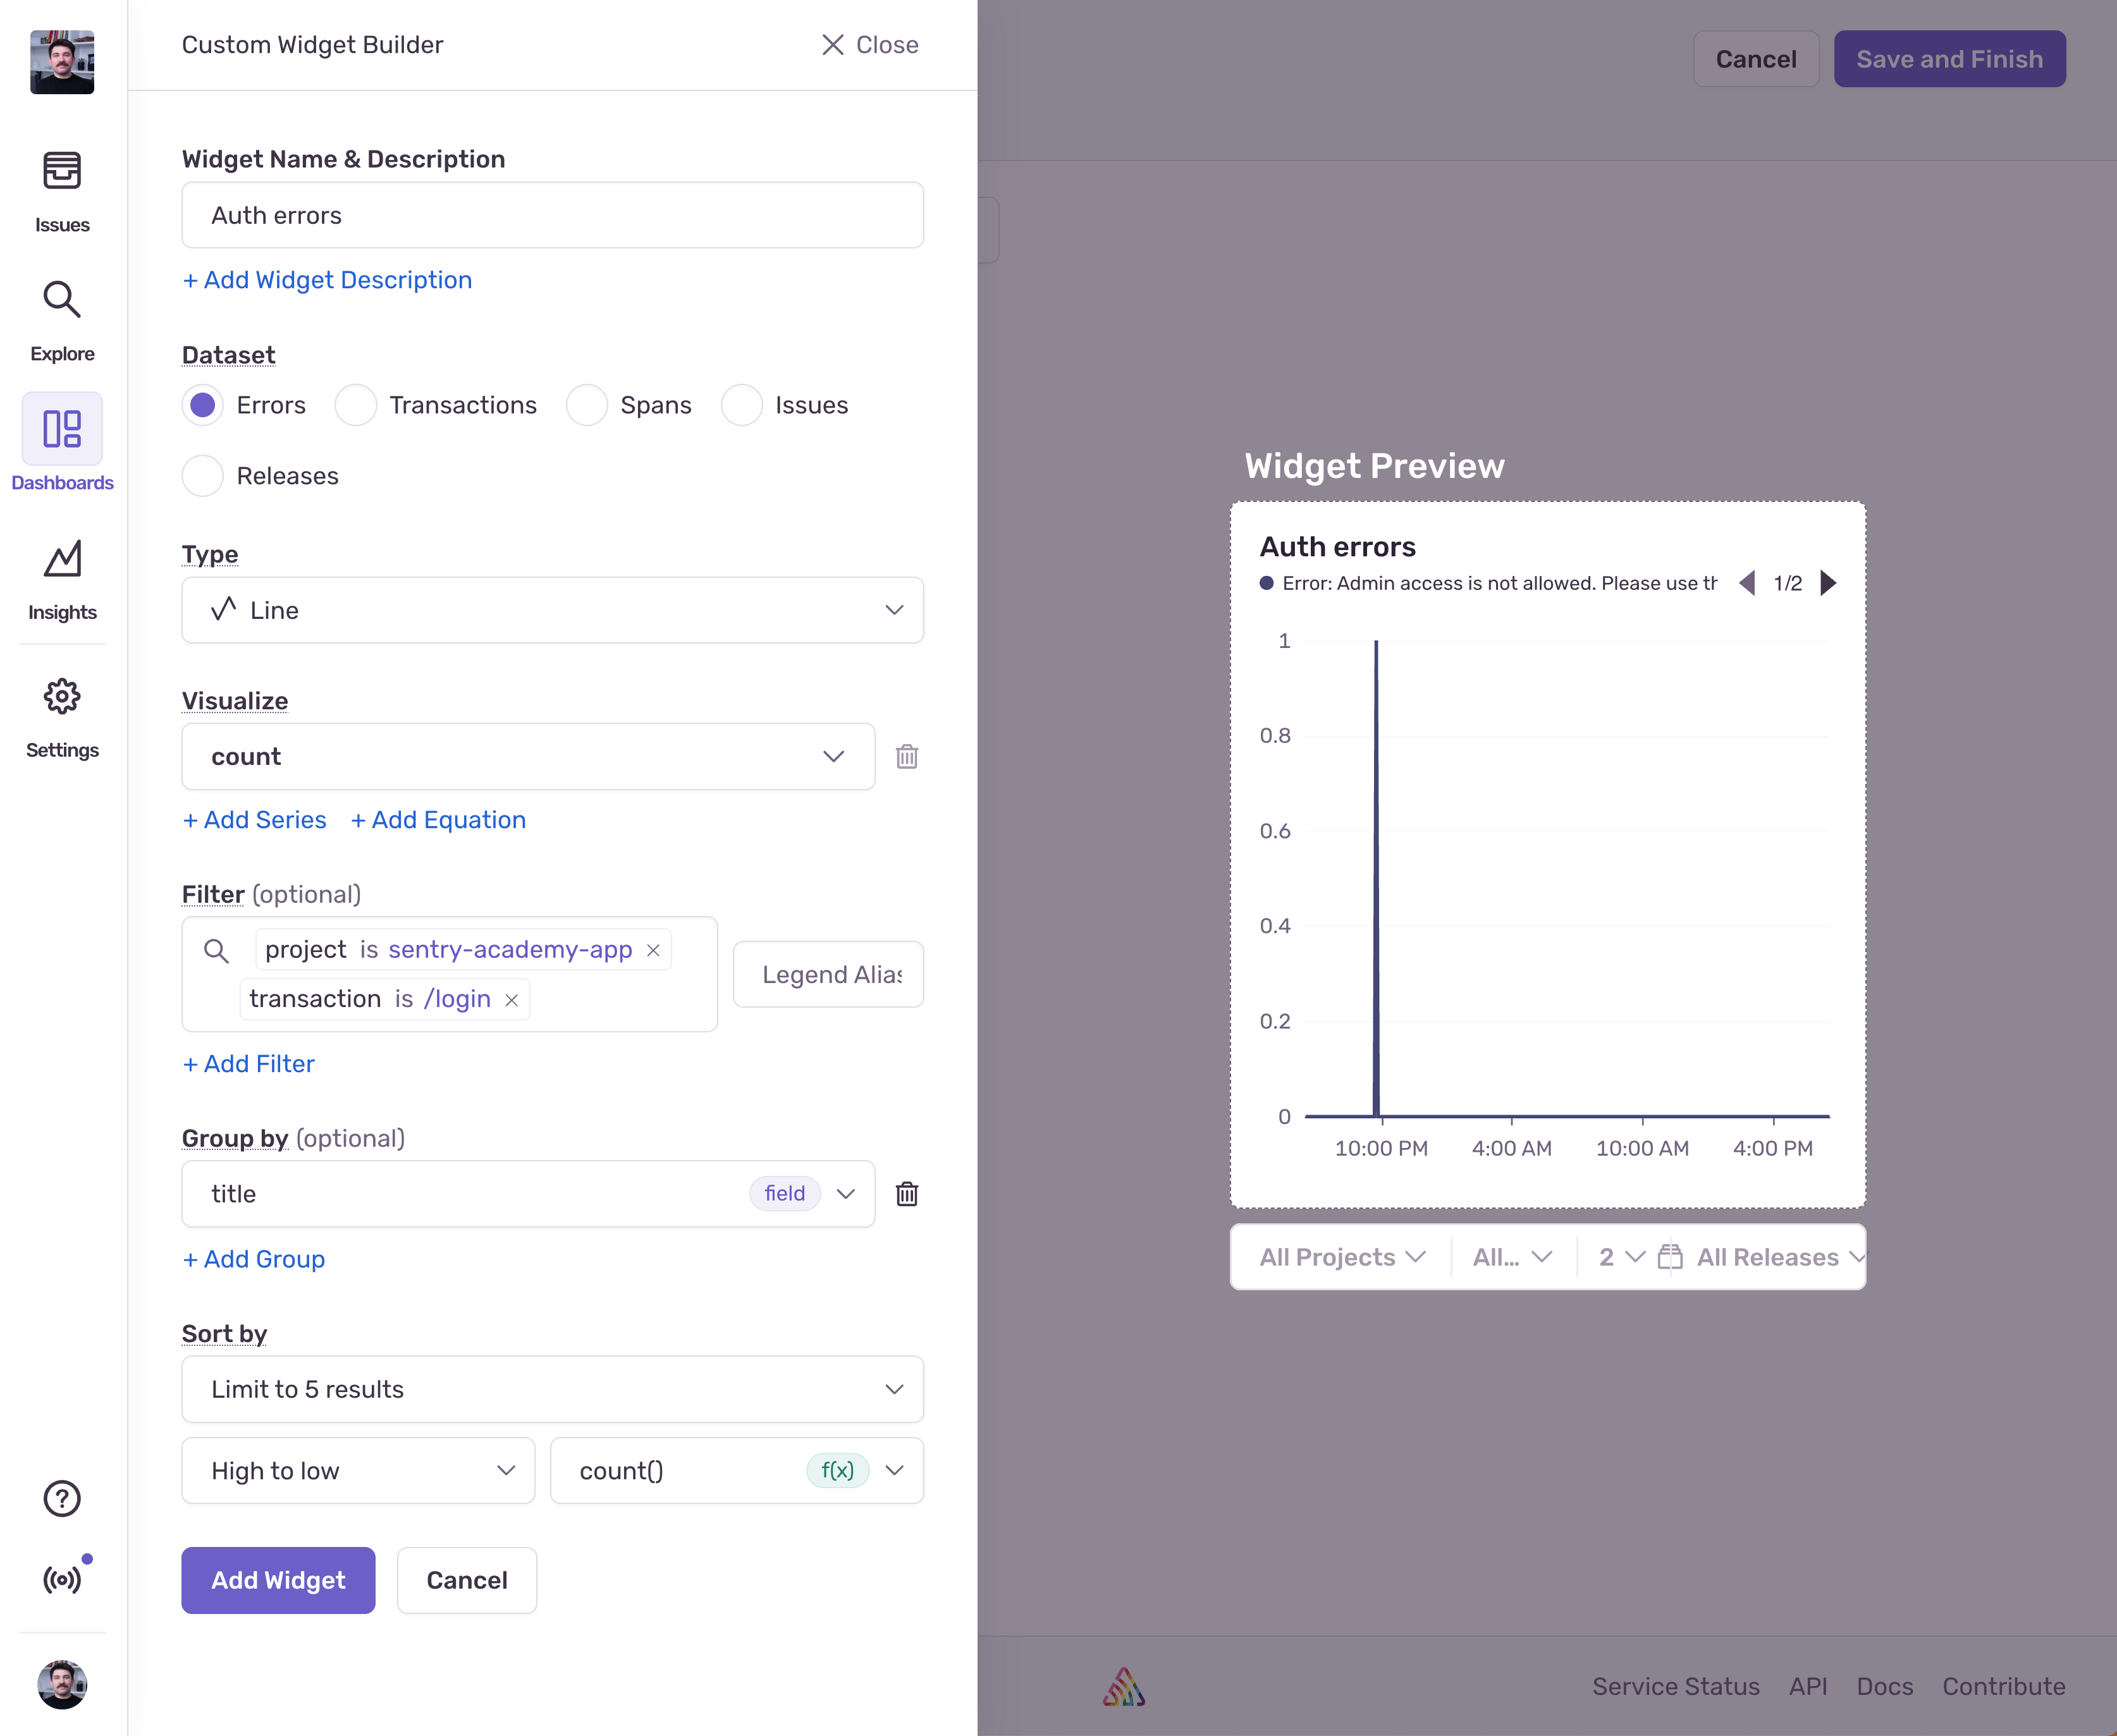 Custom Widget Builder
Close
Cancel
Save and Finish
Issues
Explore
Dashboards
Insights
Settings
Widget Name & Description
Auth errors
+ Add Widget Description
Dataset
Errors Transactions Spans Issues
Releases
Type
Line
Visualize
count
+ Add Series + Add Equation
Filter (optional)
project is sentry-academy-app
transaction is /login
Legend Alias
+ Add Filter
Group by (optional)
title field
+ Add Group
Sort by
Limit to 5 results
High to low
count() f(x)
Add Widget Cancel
Widget Preview
Auth errors
Error: Admin access is not allowed. Please use th
1/2
1
0.8
0.6
0.4
0.2
0
10:00 PM 4:00 AM 10:00 AM 4:00 PM
All Projects All... 2 All Releases
Service Status API Docs Contribute